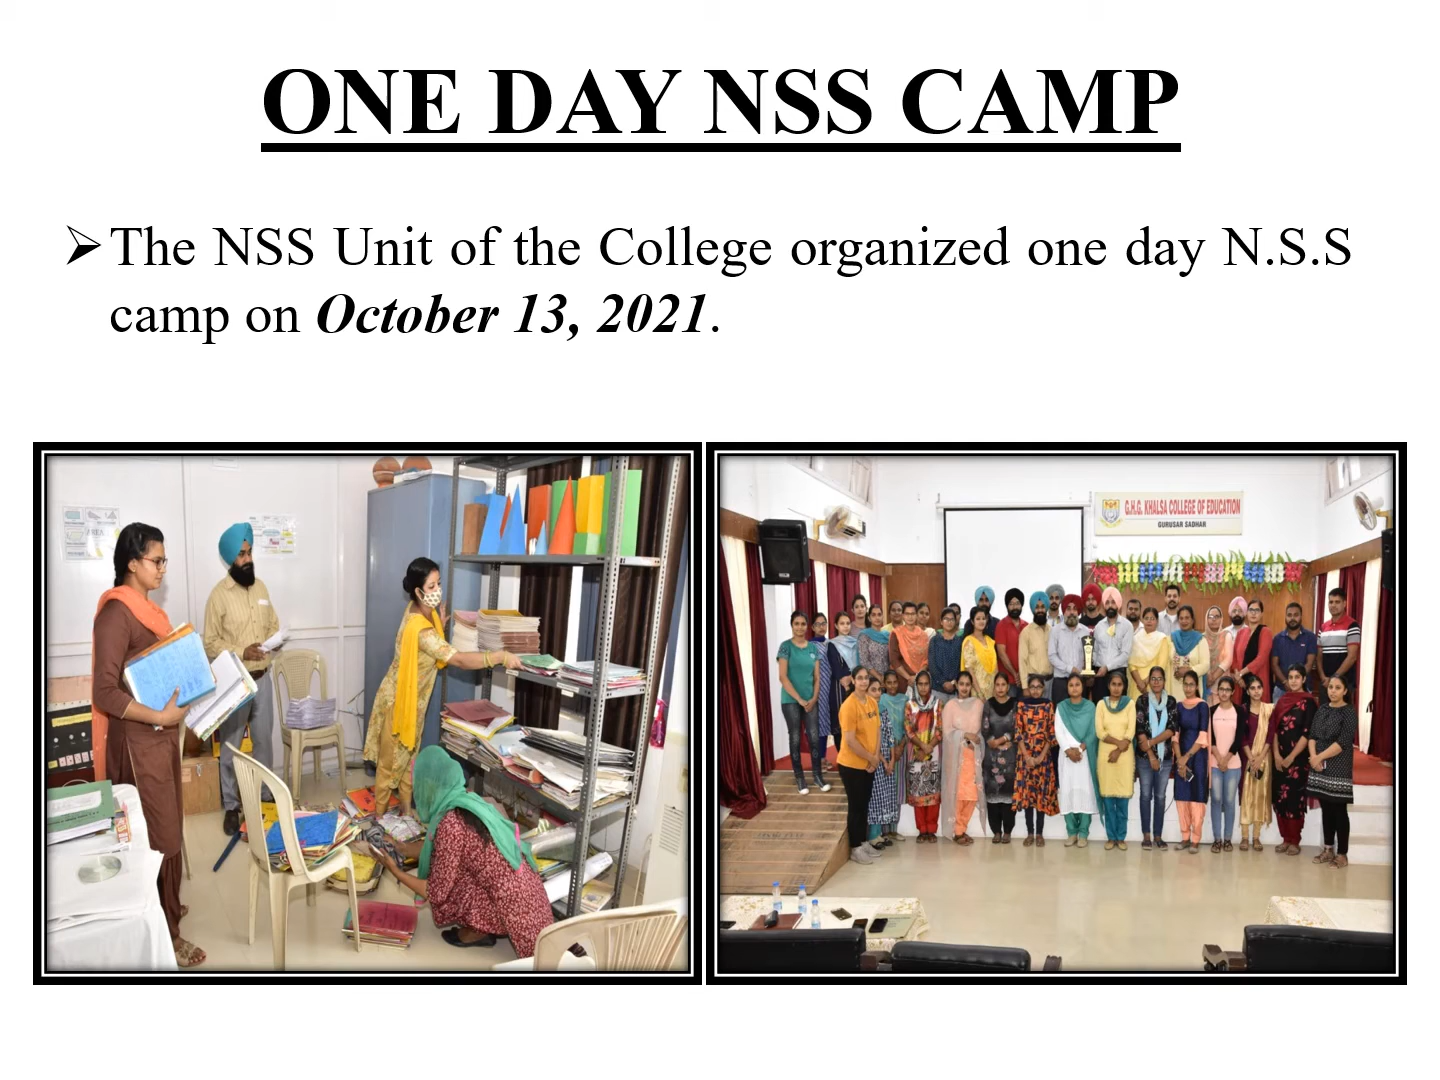 ONE DAY NSS CAMP
➢The NSS Unit of the College organized one day N.S.S
camp on October 13, 2021.
G.H.G. KHALSA COLLEGE OF EDUCATION
GURUSAR SADHAR